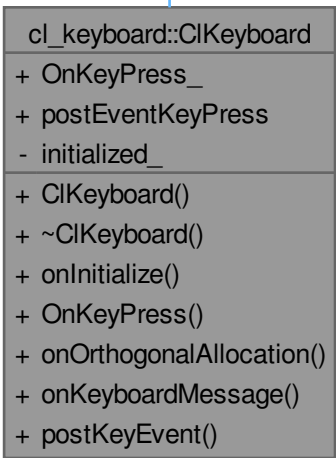 cl_keyboard::ClKeyboard
+ OnKeyPress_
+ postEventKeyPress
- initialized_
+ ClKeyboard()
+ ~ClKeyboard()
+ onInitialize()
+ OnKeyPress()
+ onOrthogonalAllocation()
+ onKeyboardMessage()
+ postKeyEvent()